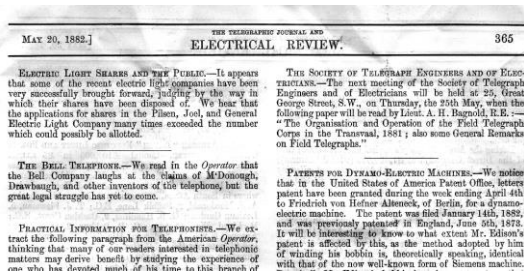 MAY 20, 1882.]
THE TELEGRAPHIC JOURNAL AND
ELECTRICAL REVIEW.
365
ELECTRIC LIGHT SHARES AND THE PUBLIC.—It appears
that some of the recent electric light companies have been
very successfully brought forward, judging by the way in
which their shares have been disposed of. We hear that
the applications for shares in the Pilsen, Joel, and General
Electric Light Company many times exceeded the number
which could possibly be allotted.
THE BELL TELEPHONE.—We read in the Operator that
the Bell Company laughs at the claims of M'Donough,
Drawbaugh, and other inventors of the telephone, but the
great legal struggle has yet to come.
PRACTICAL INFORMATION FOR TELEPHONISTS.—We ex-
tract the following paragraph from the American Operator,
thinking that many of our readers interested in telephonic
matters may derive benefit by studying the experience of
one who has devoted much of his time to this branch of
THE SOCIETY OF TELEGRAPH ENGINEERS AND OF ELEC-
TRICIANS.—The next meeting of the Society of Telegraph
Engineers and of Electricians will be held at 25, Great
George Street, S.W., on Thursday, the 25th May, when the
following paper will be read by Lieut. A. H. Bagnold, R.E. :—
"The Organisation and Operation of the Field Telegraph
Corps in the Transvaal, 1881; also some General Remarks
on Field Telegraphs."
PATENTS FOR DYNAMO-ELECTRIC MACHINES.—We notice
that in the United States of America Patent Office, letters
patent have been granted during the week ending April 4th
to Friedrich von Hefner Alteneck, of Berlin, for a dynamo-
electric machine. The patent was filed January 14th, 1882,
and was previously patented in England, June 5th, 1873.
It will be interesting to know to what extent Mr. Edison's
patent is affected by this, as the method adopted by him
of winding his bobbin is, theoretically speaking, identical
with that of the now well-known form of Siemens machine.